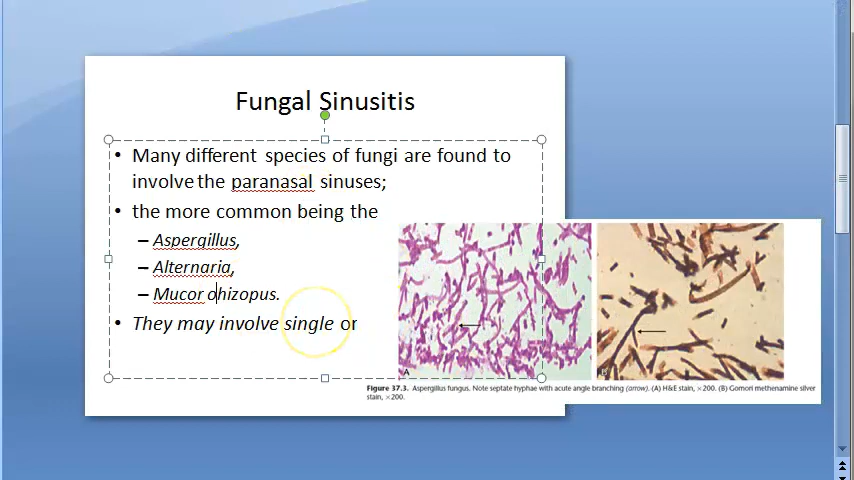 Fungal Sinusitis
• Many different species of fungi are found to
involve the paranasal sinuses;
• the more common being the
– Aspergillus,
– Alternaria,
– Mucor ohizopus.
• They may involve single or
A
B
Figure 37.3. Aspergillus fungus. Note septate hyphae with acute angle branching (arrow). (A) H&E stain, ×200. (B) Gomori methenamine silver
stain, ×200.